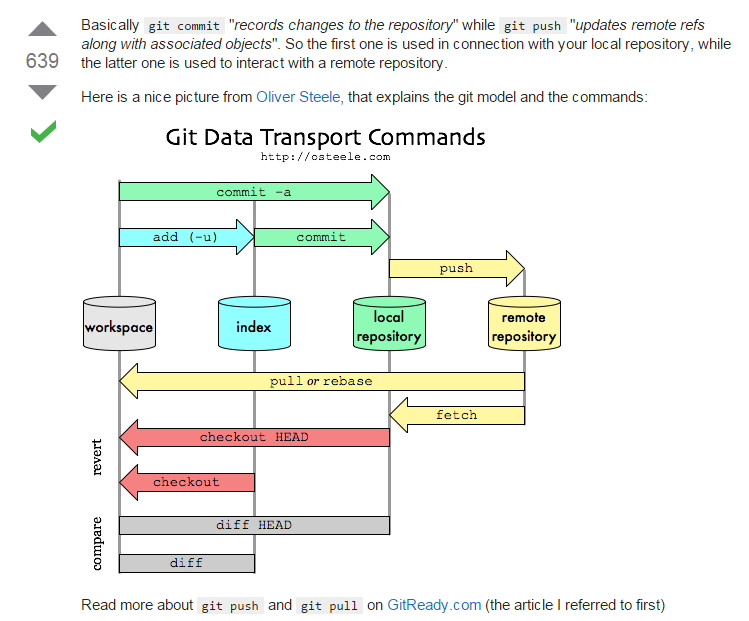 Basically git commit "records changes to the repository" while git push "updates remote refs
along with associated objects". So the first one is used in connection with your local repository, while
the latter one is used to interact with a remote repository.
639
Here is a nice picture from Oliver Steele, that explains the git model and the commands:
Git Data Transport Commands
http://osteele.com
commit -a
add (-u)
commit
push
workspace
index
local
repository
remote
repository
pull or rebase
fetch
revert
checkout HEAD
checkout
compare
diff HEAD
diff
Read more about git push and git pull on GitReady.com (the article I referred to first)